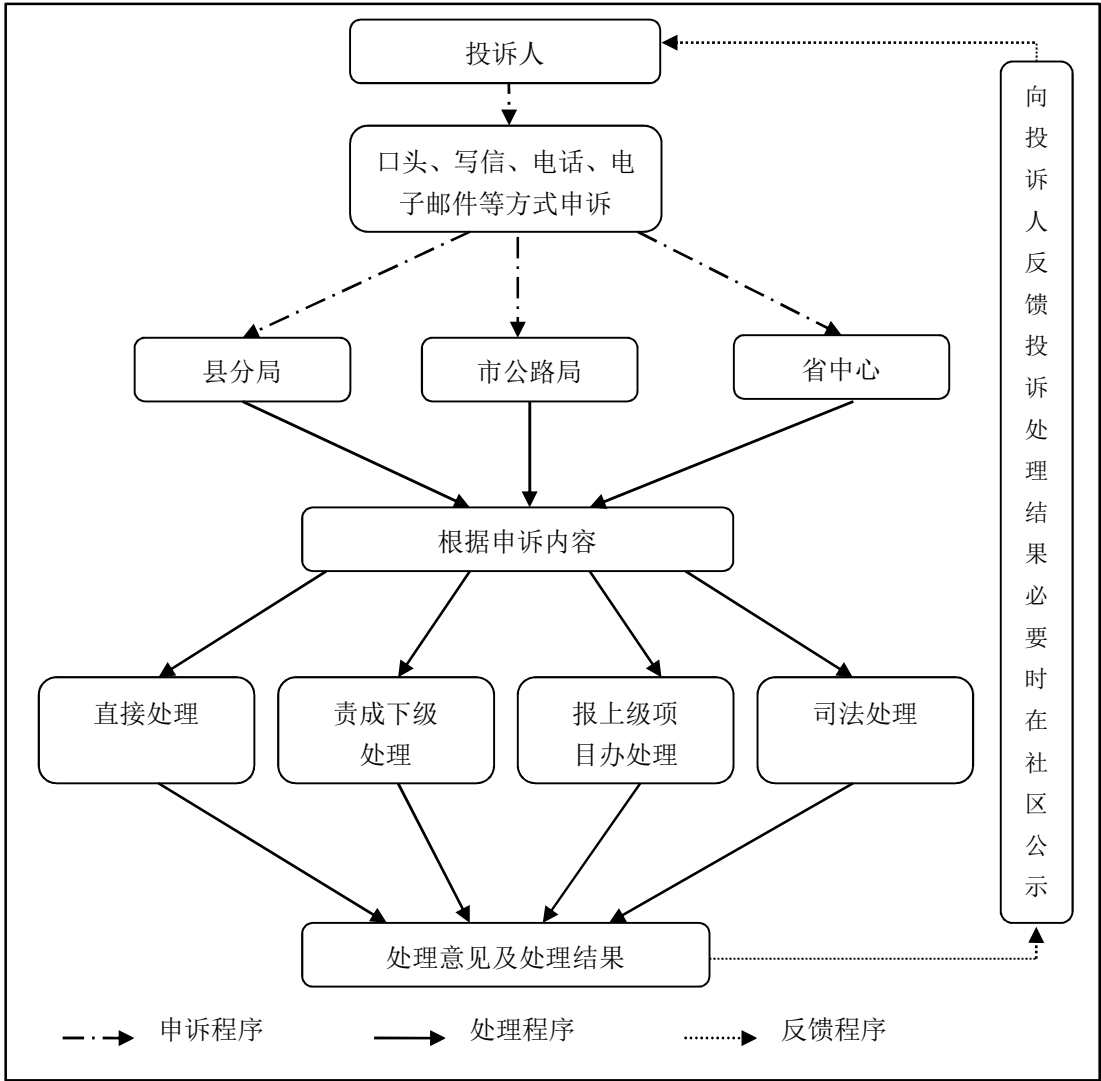 投诉人
口头、写信、电话、电
子邮件等方式申诉
县分局
市公路局
省中心
根据申诉内容
直接处理
责成下级
处理
报上级项
目办处理
司法处理
处理意见及处理结果
向投诉人反馈投诉处理结果必要时在社区公示
申诉程序
处理程序
反馈程序